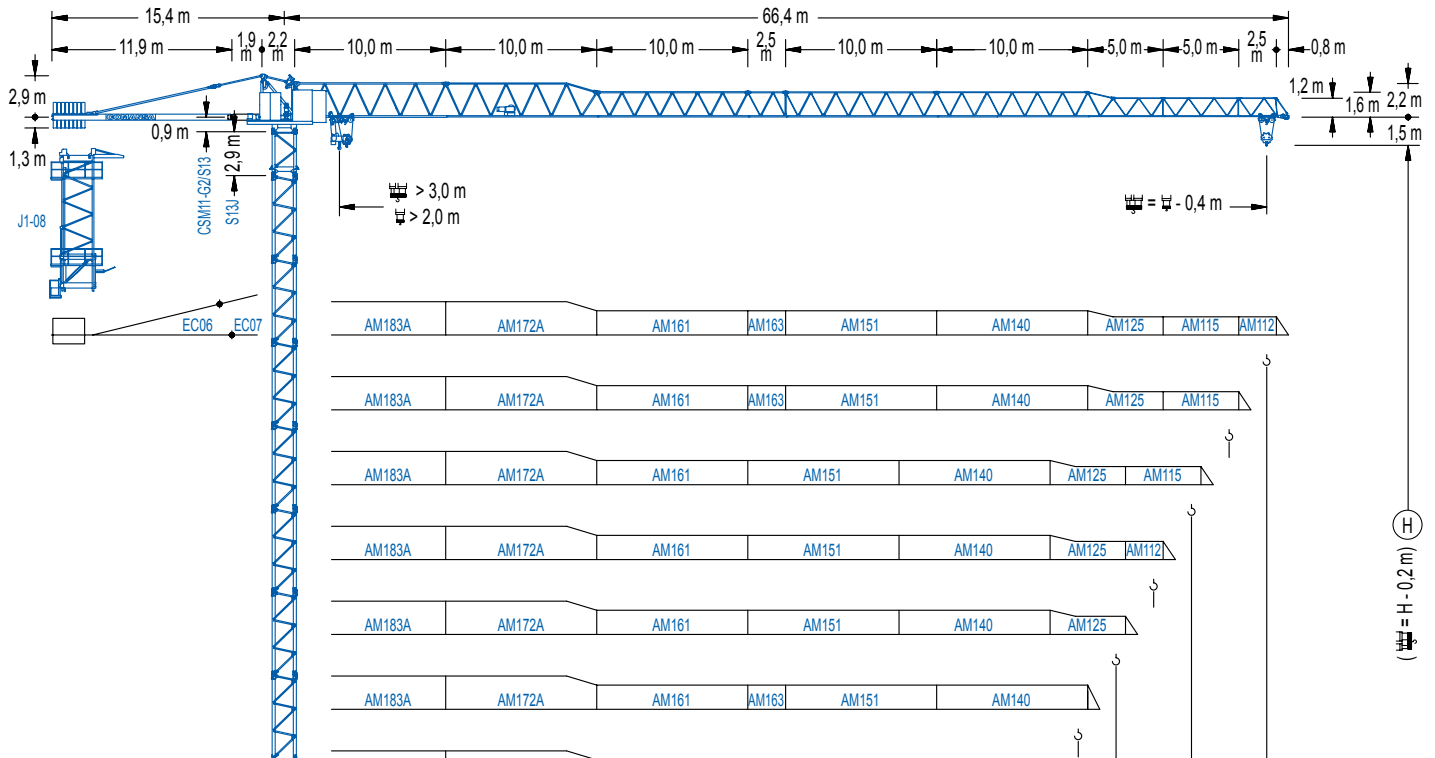 15,4 m
66,4 m
11,9 m
1,9 m
2,2 m
10,0 m
10,0 m
10,0 m
2,5 m
10,0 m
10,0 m
5,0 m
5,0 m
2,5 m
0,8 m
2,9 m
1,3 m
0,9 m
2,9 m
1,2 m
1,6 m
2,2 m
1,5 m
J1-08
CSM11-G2/S13
S13J
> 3,0 m
> 2,0 m
= - 0,4 m
EC06 EC07
AM183A AM172A AM161 AM163 AM151 AM140 AM125 AM115 AM112
AM183A AM172A AM161 AM163 AM151 AM140 AM125 AM115
AM183A AM172A AM161 AM151 AM140 AM125 AM115
AM183A AM172A AM161 AM151 AM140 AM125 AM112
AM183A AM172A AM161 AM151 AM140 AM125
AM183A AM172A AM161 AM163 AM151 AM140
H
( = H - 0,2 m)